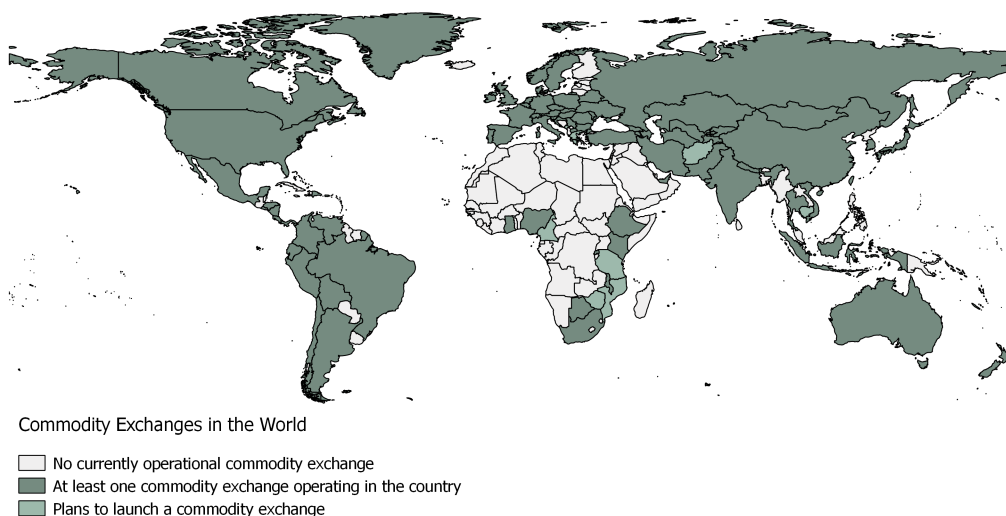 Commodity Exchanges in the World
No currently operational commodity exchange
At least one commodity exchange operating in the country
Plans to launch a commodity exchange